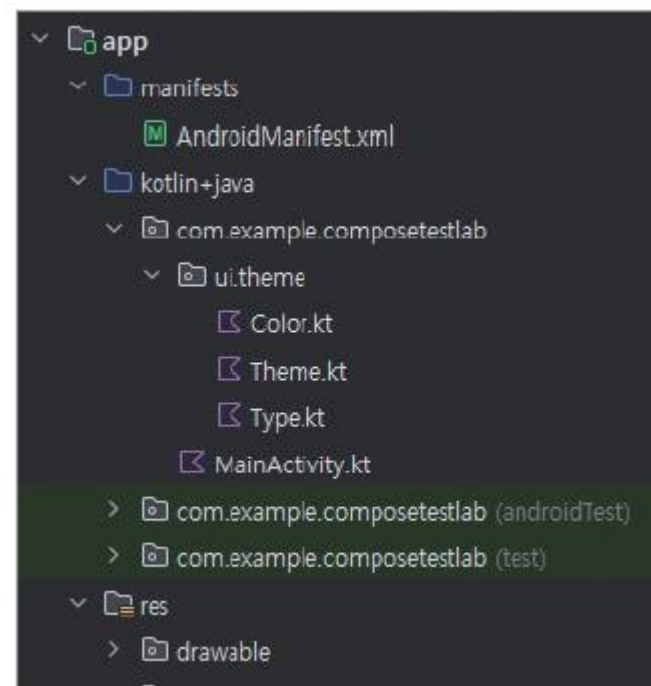 app
manifests
AndroidManifest.xml
kotlin+java
com.example.composetestlab
ui.theme
Color.kt
Theme.kt
Type.kt
MainActivity.kt
com.example.composetestlab (androidTest)
com.example.composetestlab (test)
res
drawable